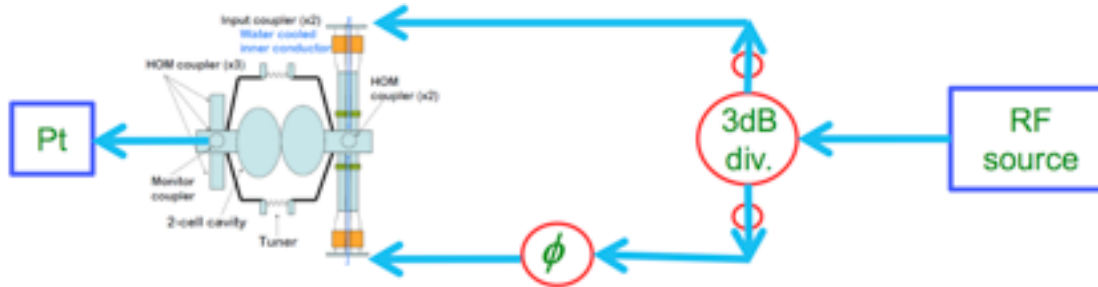 Input coupler (x2)
Water cooled
inner conductor
HOM coupler (x3)
HOM
coupler (x2)
Pt
3dB
div.
RF
source
Monitor
coupler
2-cell cavity
Tuner
ϕ